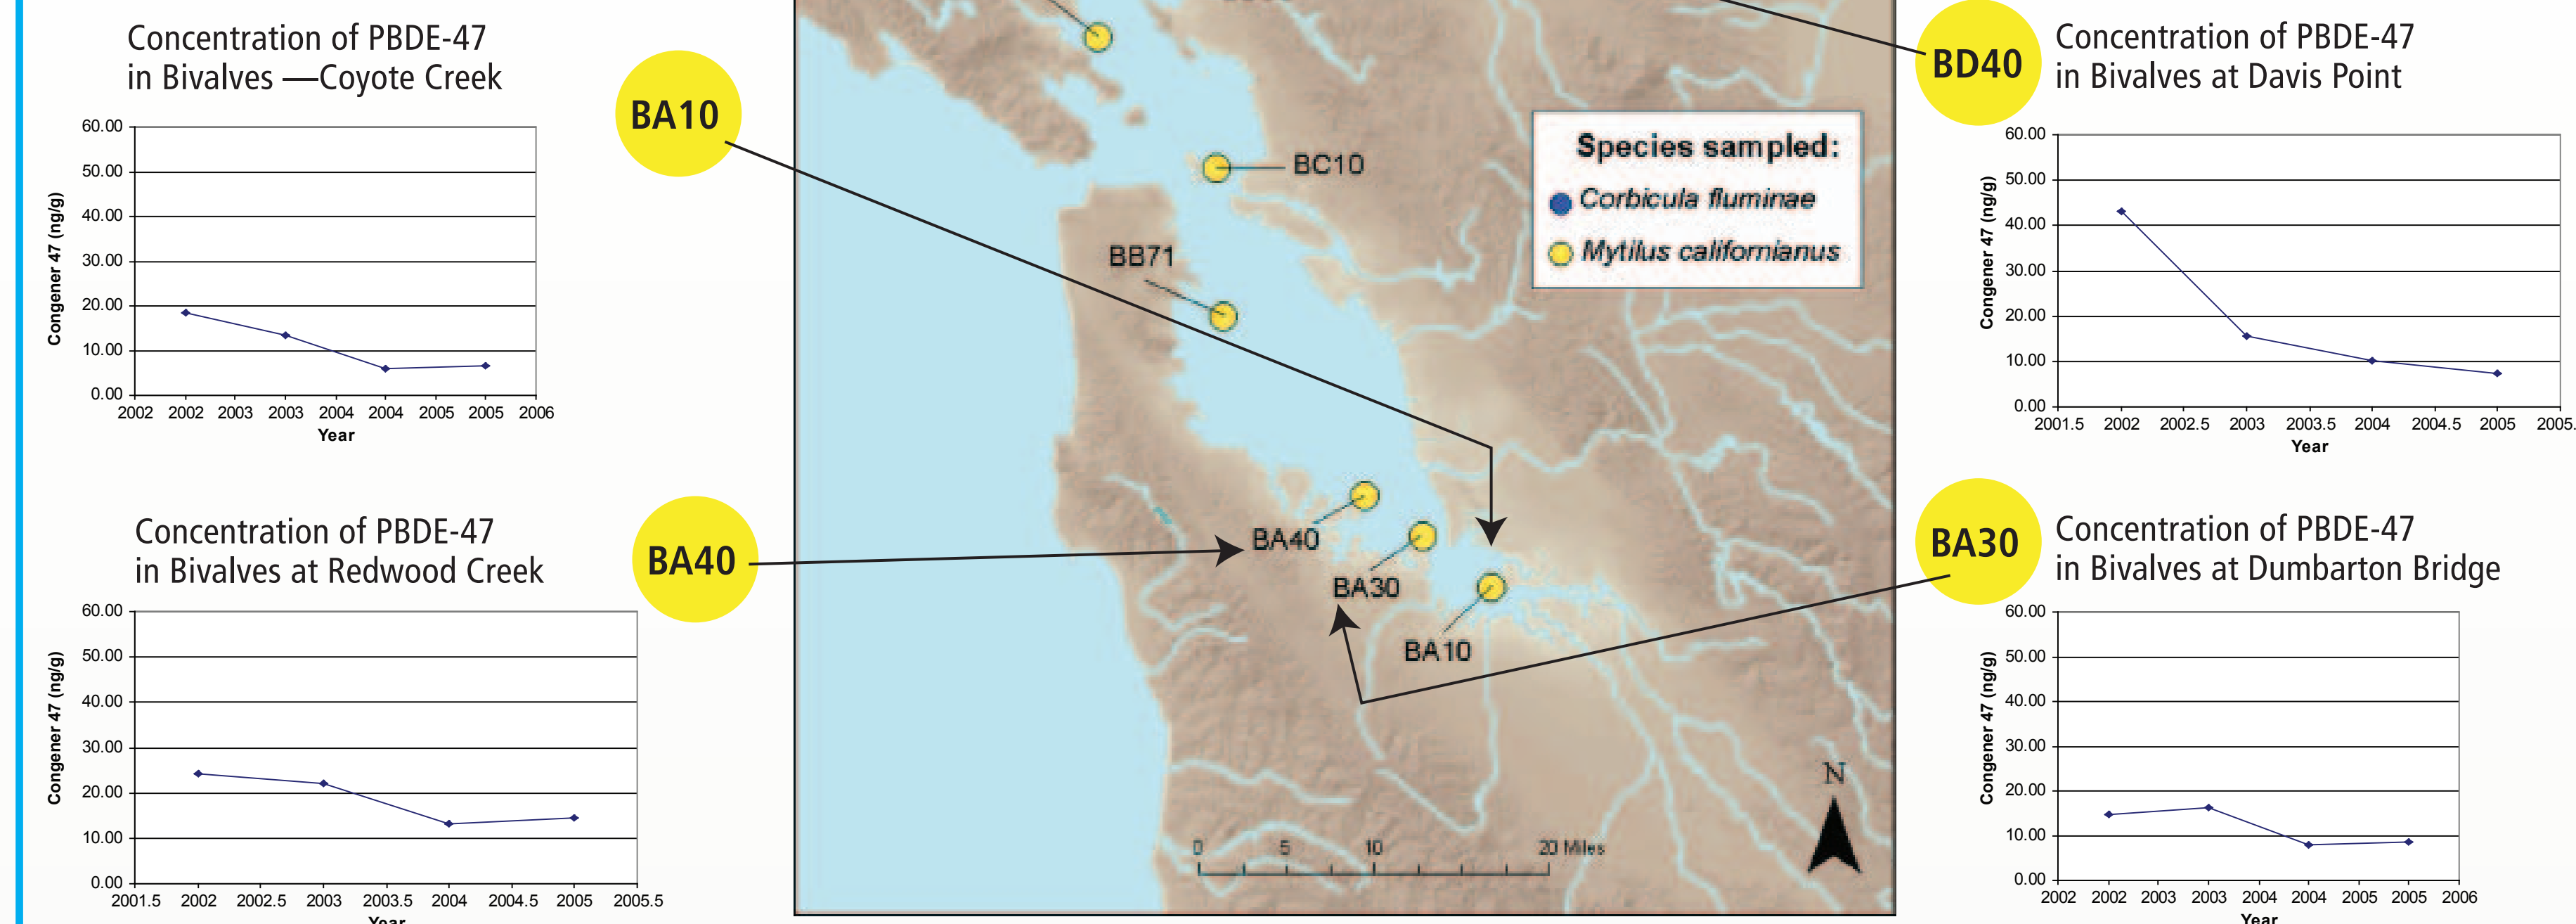 Concentration of PBDE-47
in Bivalves —Coyote Creek
60.00
50.00
40.00
30.00
20.00
10.00
0.00
Congener 47 (ng/g)
2002 2002 2003 2003 2004 2004 2005 2005 2006
Year
BA10
Concentration of PBDE-47
in Bivalves at Redwood Creek
60.00
50.00
40.00
30.00
20.00
10.00
0.00
Congener 47 (ng/g)
2001.5 2002 2002.5 2003 2003.5 2004 2004.5 2005 2005.5
Year
BA40
BC10
BB71
BA40
BA30
BA10
Species sampled:
Corbicula fluminae
Mytilus californianus
N
0 5 10 20 Miles
BD40
Concentration of PBDE-47
in Bivalves at Davis Point
60.00
50.00
40.00
30.00
20.00
10.00
0.00
Congener 47 (ng/g)
2001.5 2002 2002.5 2003 2003.5 2004 2004.5 2005 2005.
Year
BA30
Concentration of PBDE-47
in Bivalves at Dumbarton Bridge
60.00
50.00
40.00
30.00
20.00
10.00
0.00
Congener 47 (ng/g)
2002 2002 2003 2003 2004 2004 2005 2005 2006
Year